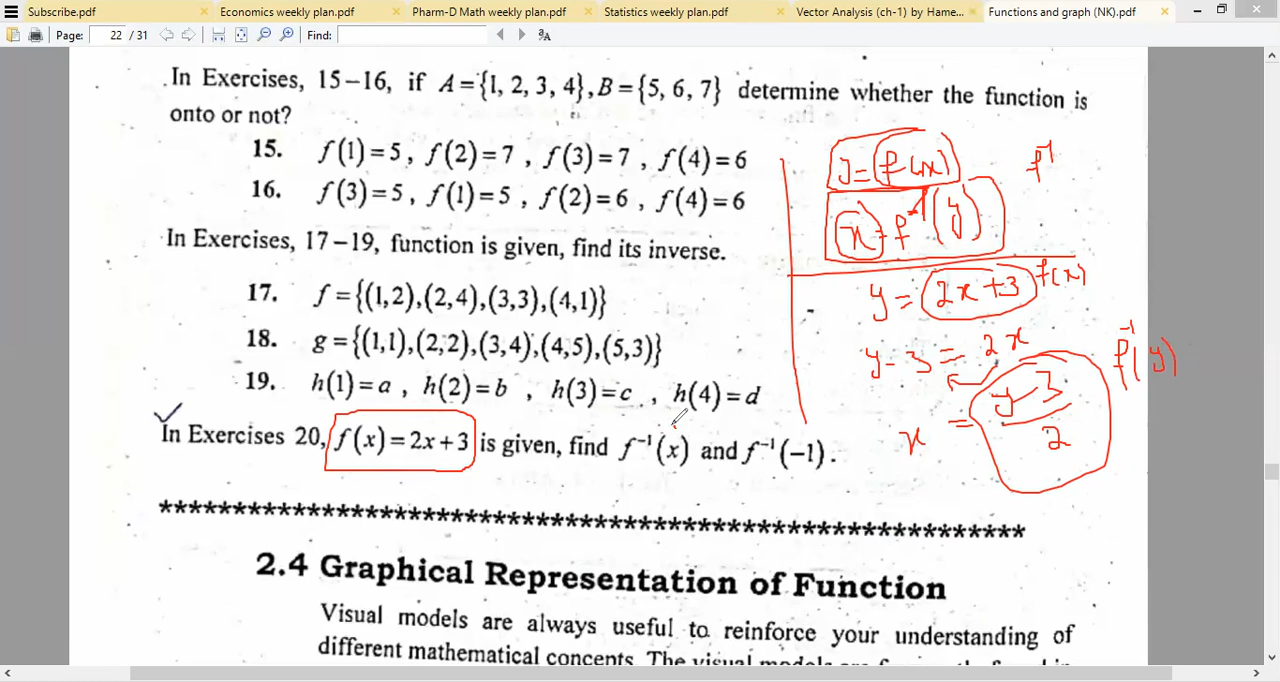 Subscribe.pdf × Economics weekly plan.pdf × Pharm-D Math weekly plan.pdf × Statistics weekly plan.pdf × Vector Analysis (ch-1) by Hame... × Functions and graph (NK).pdf ×
Page: 22 / 31 Find:
In Exercises, 15–16, if A = {1, 2, 3, 4}, B = {5, 6, 7} determine whether the function is
onto or not?
15. f(1)=5, f(2)=7, f(3)=7, f(4)=6
16. f(3)=5, f(1)=5, f(2)=6, f(4)=6
In Exercises, 17–19, function is given, find its inverse.
17. f = {(1,2),(2,4),(3,3),(4,1)}
18. g = {(1,1),(2,2),(3,4),(4,5),(5,3)}
19. h(1)=a, h(2)=b, h(3)=c, h(4)=d
In Exercises 20, f(x)=2x+3 is given, find f⁻¹(x) and f⁻¹(−1).
y = f(x) f⁻¹
x = f⁻¹(y)
y = 2x+3 f(x)
y-3 = 2x
x = y-3/2 f⁻¹(y)
************************************************************
2.4 Graphical Representation of Function
Visual models are always useful to reinforce your understanding of
different mathematical concepts. The visual models